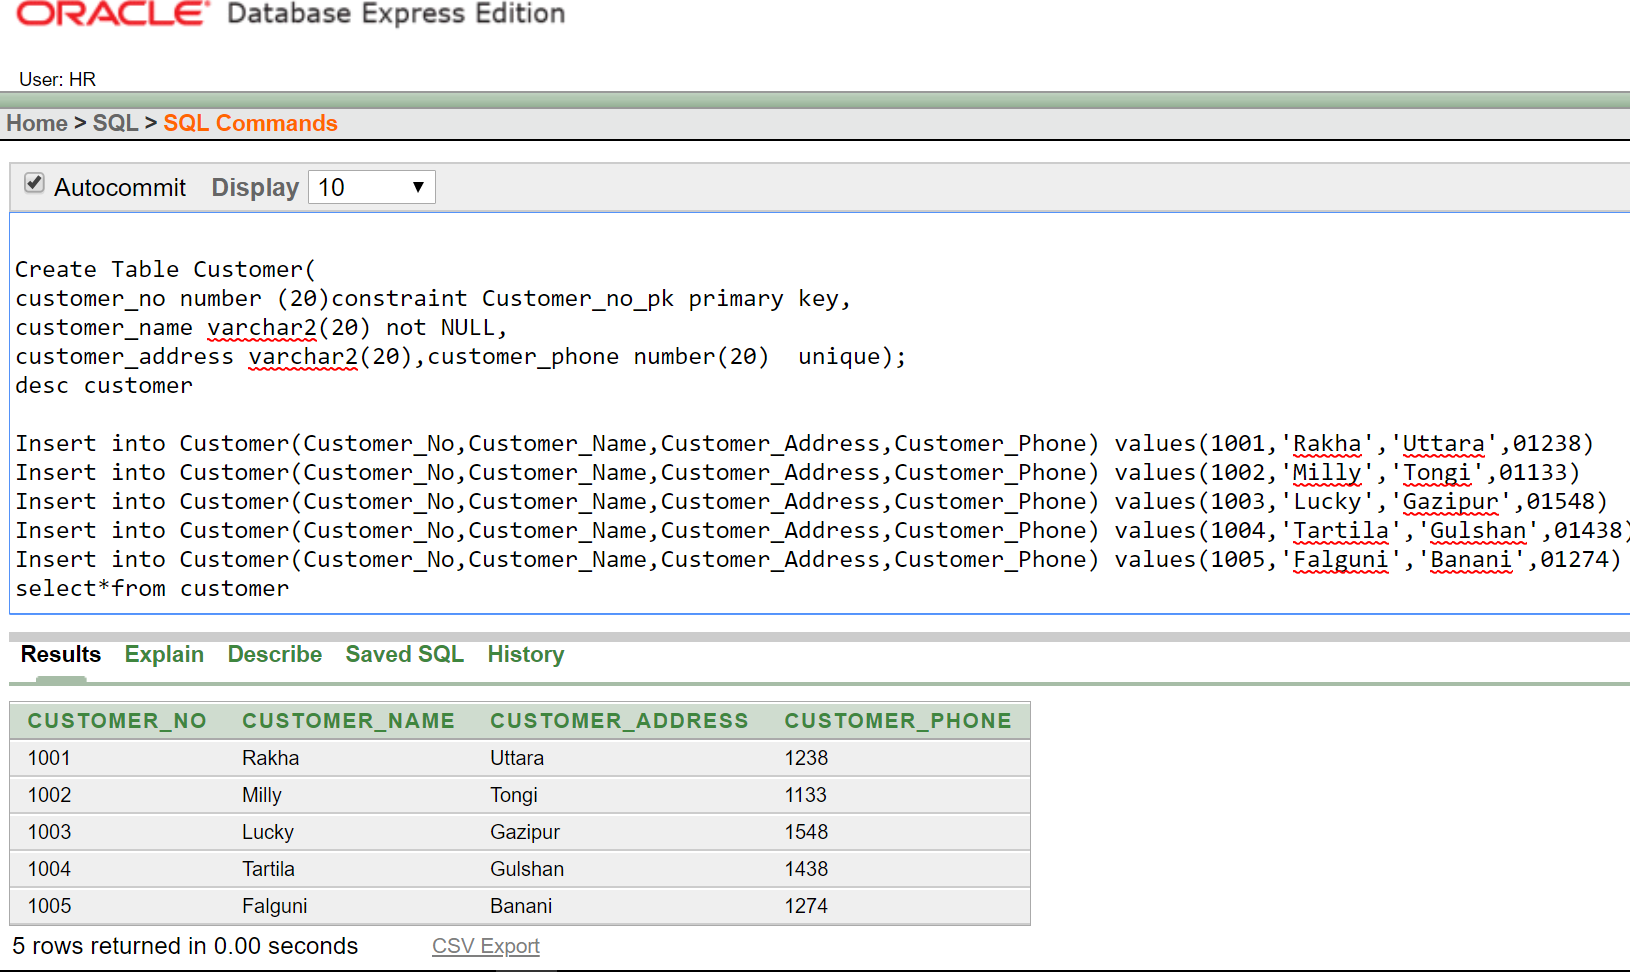 ORACLE Database Express Edition
User: HR
Home > SQL > SQL Commands
Autocommit Display 10
Create Table Customer(
customer_no number (20)constraint Customer_no_pk primary key,
customer_name varchar2(20) not NULL,
customer_address varchar2(20),customer_phone number(20)  unique);
desc customer
Insert into Customer(Customer_No,Customer_Name,Customer_Address,Customer_Phone) values(1001,'Rakha','Uttara',01238)
Insert into Customer(Customer_No,Customer_Name,Customer_Address,Customer_Phone) values(1002,'Milly','Tongi',01133)
Insert into Customer(Customer_No,Customer_Name,Customer_Address,Customer_Phone) values(1003,'Lucky','Gazipur',01548)
Insert into Customer(Customer_No,Customer_Name,Customer_Address,Customer_Phone) values(1004,'Tartila','Gulshan',01438)
Insert into Customer(Customer_No,Customer_Name,Customer_Address,Customer_Phone) values(1005,'Falguni','Banani',01274)
select*from customer
Results Explain Describe Saved SQL History
CUSTOMER_NO CUSTOMER_NAME CUSTOMER_ADDRESS CUSTOMER_PHONE
1001 Rakha Uttara 1238
1002 Milly Tongi 1133
1003 Lucky Gazipur 1548
1004 Tartila Gulshan 1438
1005 Falguni Banani 1274
5 rows returned in 0.00 seconds CSV Export